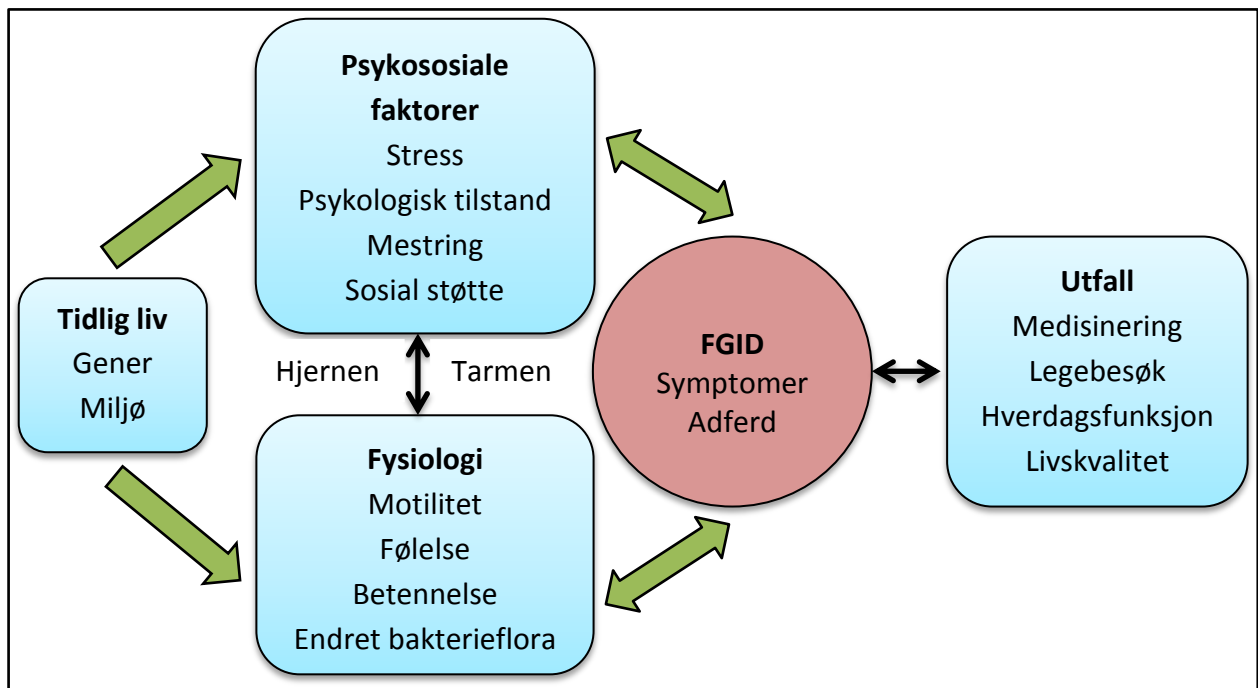 Psykososiale
faktorer
Stress
Psykologisk tilstand
Mestring
Sosial støtte
Tidlig liv
Gener
Miljø
Hjernen
Tarmen
Fysiologi
Motilitet
Følelse
Betennelse
Endret bakterieflora
FGID
Symptomer
Adferd
Utfall
Medisinering
Legebesøk
Hverdagsfunksjon
Livskvalitet